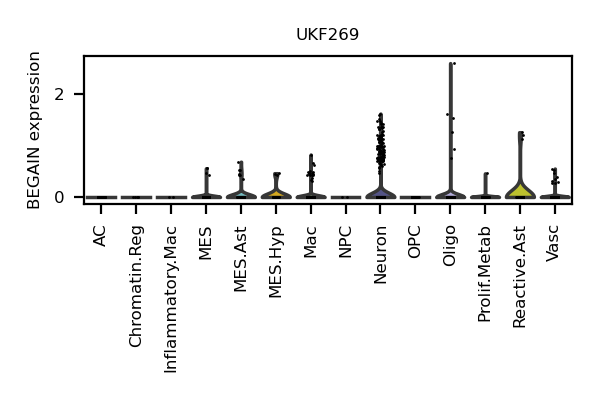 UKF269
BEGAIN expression
2
0
AC
Chromatin.Reg
Inflammatory.Mac
MES
MES.Ast
MES.Hyp
Mac
NPC
Neuron
OPC
Oligo
Prolif.Metab
Reactive.Ast
Vasc